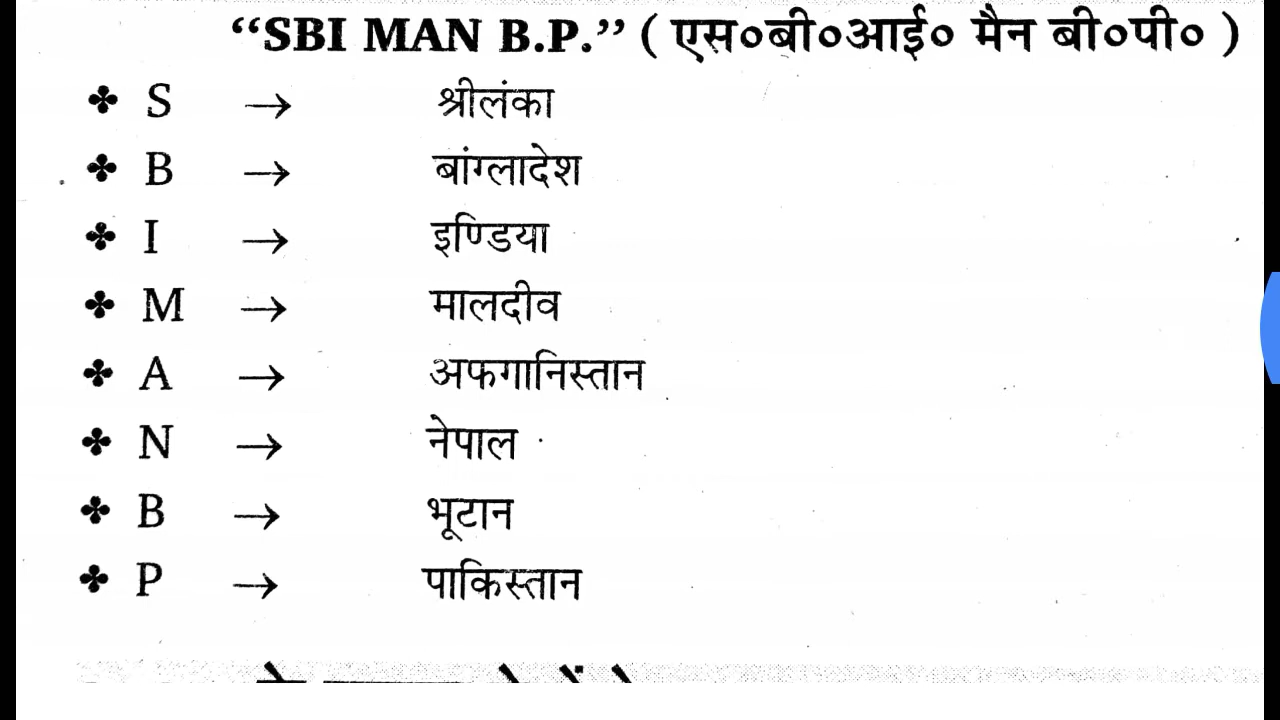 “SBI MAN B.P.” ( एस०बी०आई० मैन बी०पी० )
✤ S → श्रीलंका
✤ B → बांग्लादेश
✤ I → इण्डिया
✤ M → मालदीव
✤ A → अफगानिस्तान
✤ N → नेपाल
✤ B → भूटान
✤ P → पाकिस्तान